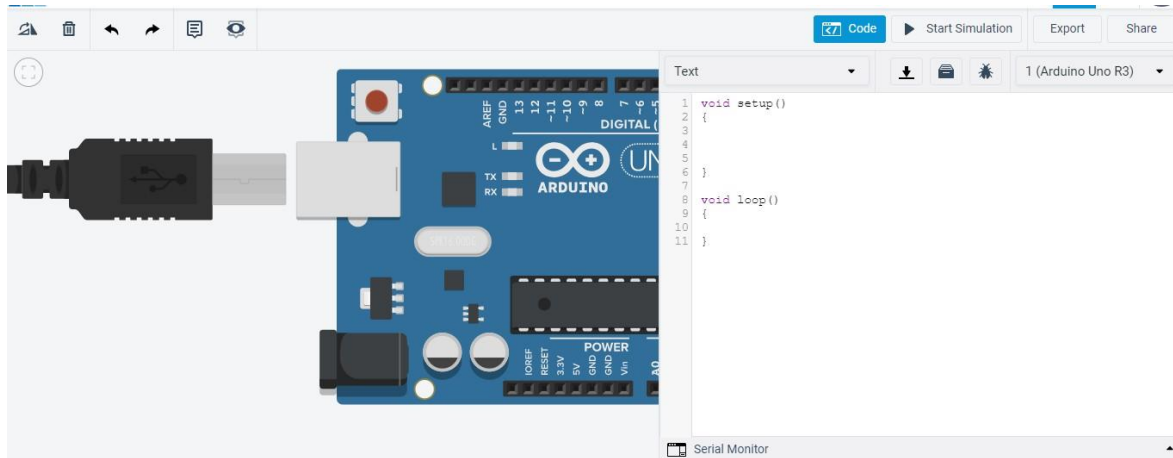 Code
Start Simulation
Export
Share
Text
1 (Arduino Uno R3)
AREF
GND
13
12
~11
~10
~9
8
7
~6
~5
DIGITAL (
L
TX
RX
UN
ARDUINO
POWER
IOREF
RESET
3.3V
5V
GND
GND
Vin
A0
1 void setup()
2 {
3
4
5
6 }
7
8 void loop()
9 {
10
11 }
Serial Monitor